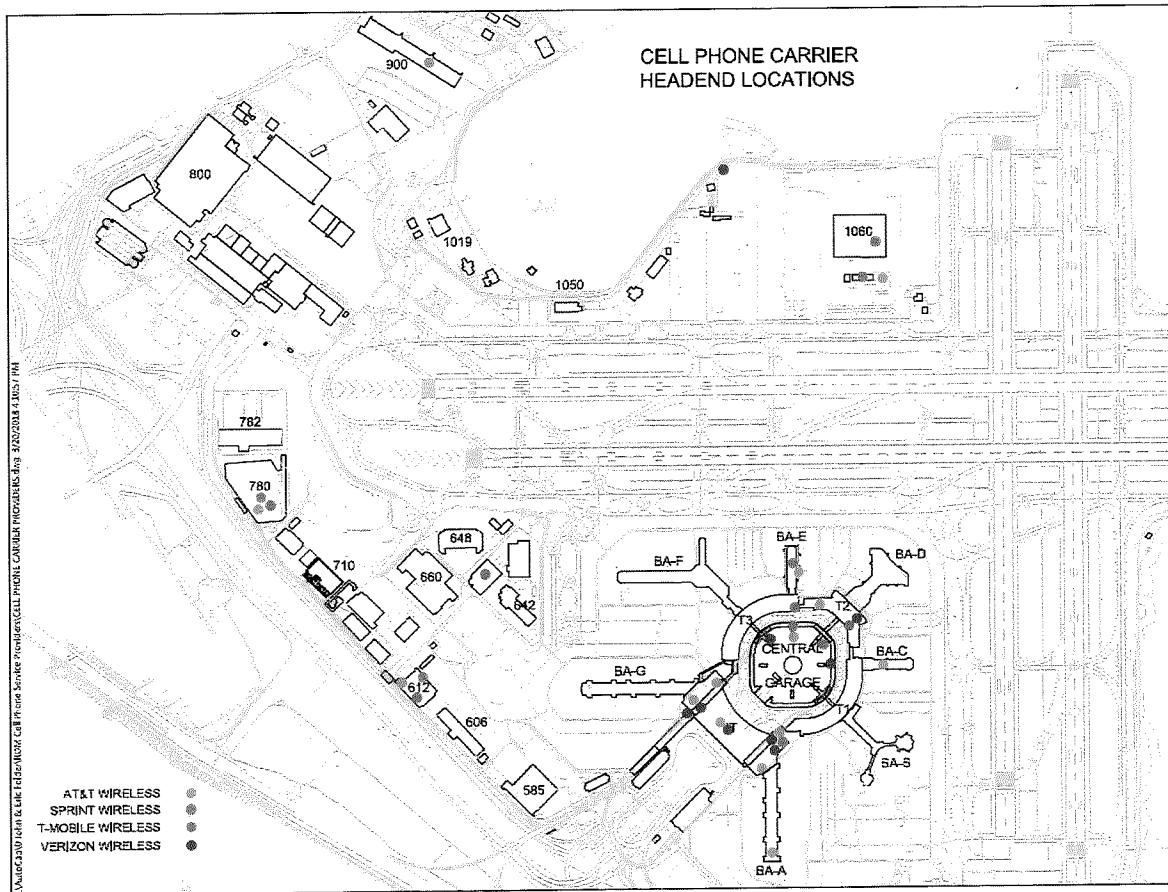 CELL PHONE CARRIER
HEADEND LOCATIONS
900
800
1019
1050
1060
782
780
710
648
660
642
612
606
585
BA-F
BA-E
BA-D
T3
T2
CENTRAL
GARAGE
BA-C
BA-G
T1
BA-A
AT&T WIRELESS
SPRINT WIRELESS
T-MOBILE WIRELESS
VERIZON WIRELESS